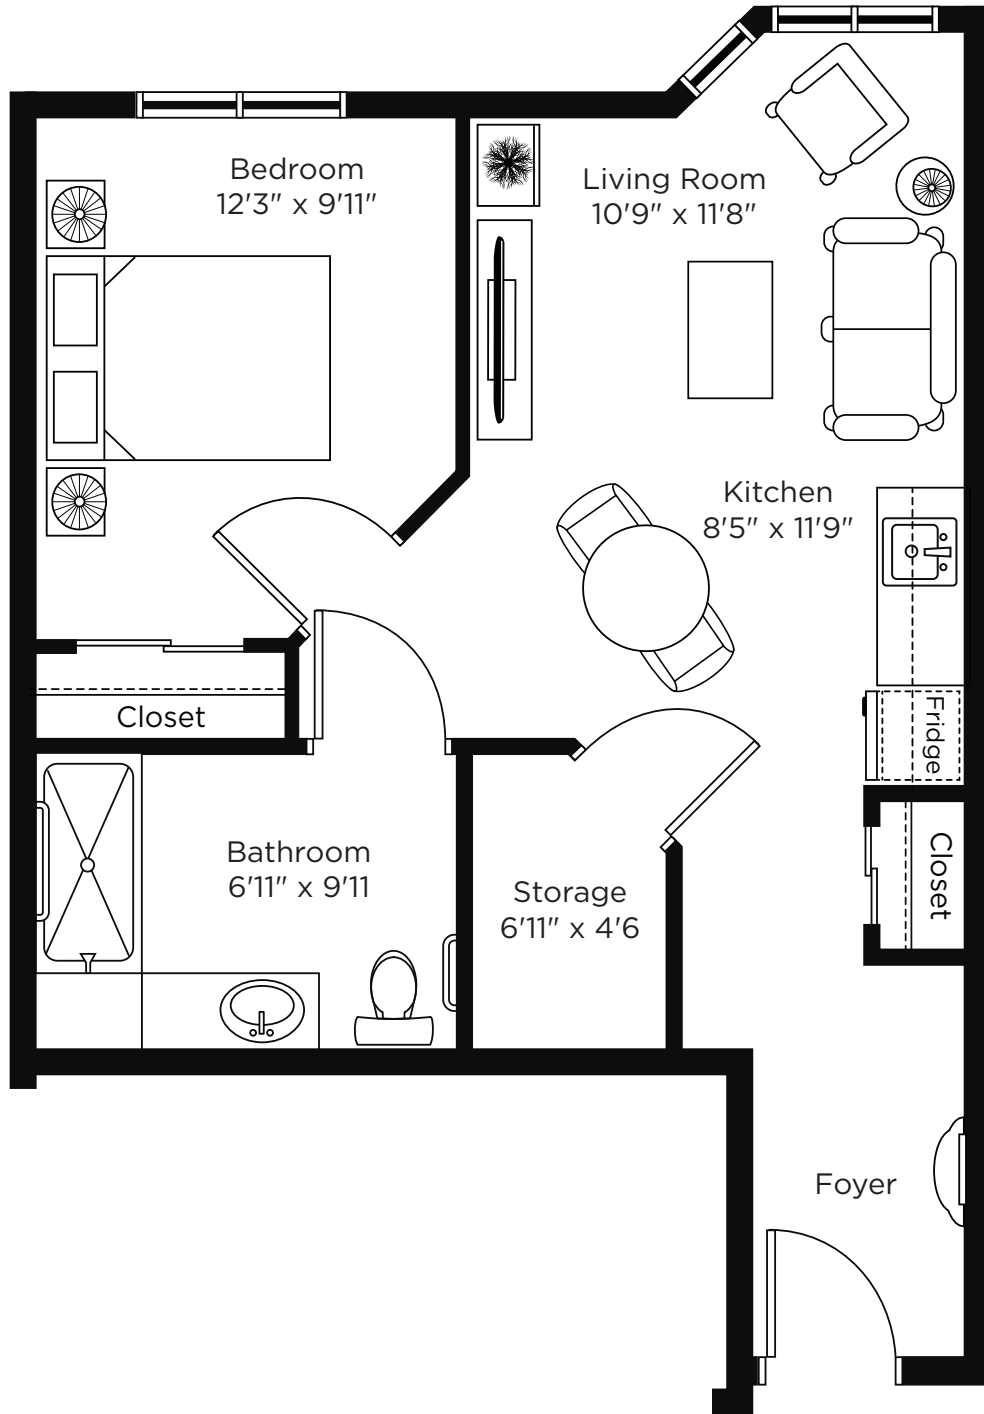 Bedroom
12'3" x 9'11"
Living Room
10'9" x 11'8"
Kitchen
8'5" x 11'9"
Fridge
Closet
Closet
Bathroom
6'11" x 9'11
Storage
6'11" x 4'6
Foyer